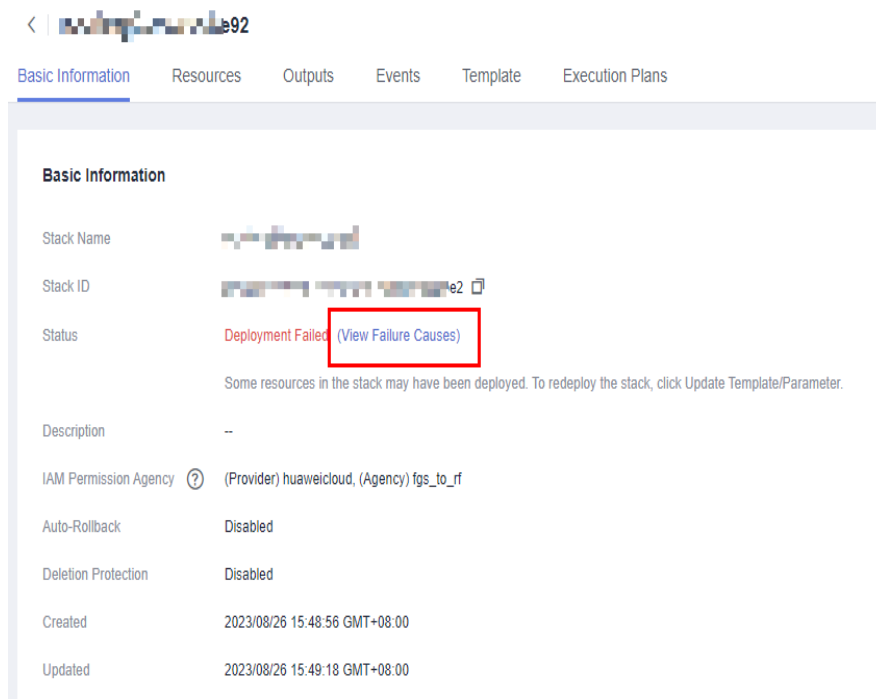 e92
Basic Information Resources Outputs Events Template Execution Plans
Basic Information
Stack Name
Stack ID e2
Status Deployment Failed (View Failure Causes)
Some resources in the stack may have been deployed. To redeploy the stack, click Update Template/Parameter.
Description --
IAM Permission Agency ? (Provider) huaweicloud, (Agency) fgs_to_rf
Auto-Rollback Disabled
Deletion Protection Disabled
Created 2023/08/26 15:48:56 GMT+08:00
Updated 2023/08/26 15:49:18 GMT+08:00